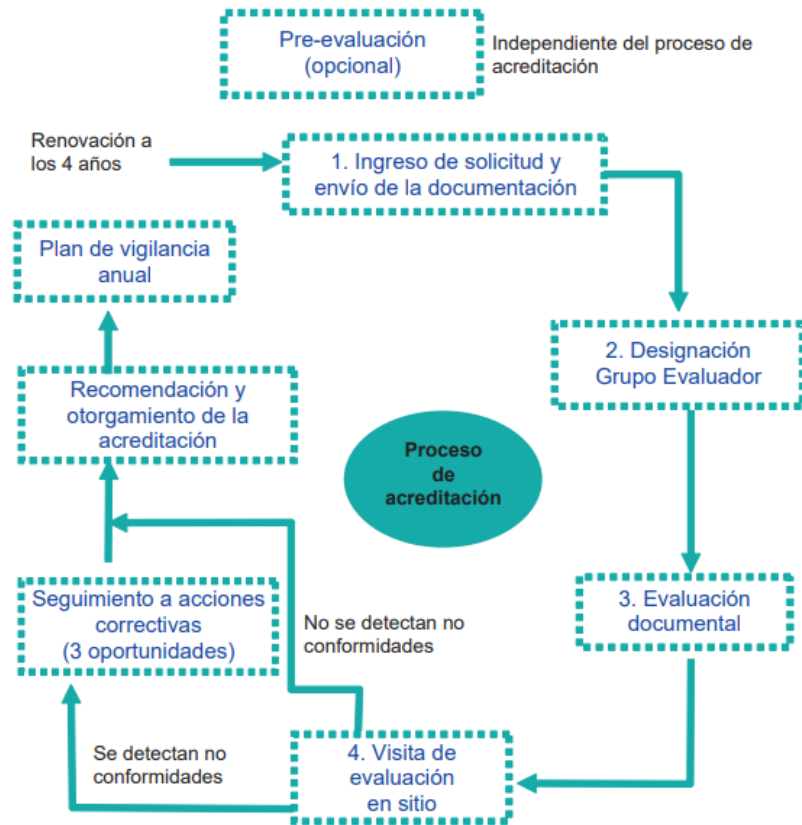 Pre-evaluación
(opcional)
Independiente del proceso de
acreditación
Renovación a
los 4 años
1. Ingreso de solicitud y
envío de la documentación
Plan de vigilancia
anual
2. Designación
Grupo Evaluador
Recomendación y
otorgamiento de la
acreditación
Proceso
de
acreditación
Seguimiento a acciones
correctivas
(3 oportunidades)
No se detectan no
conformidades
3. Evaluación
documental
Se detectan no
conformidades
4. Visita de
evaluación
en sitio